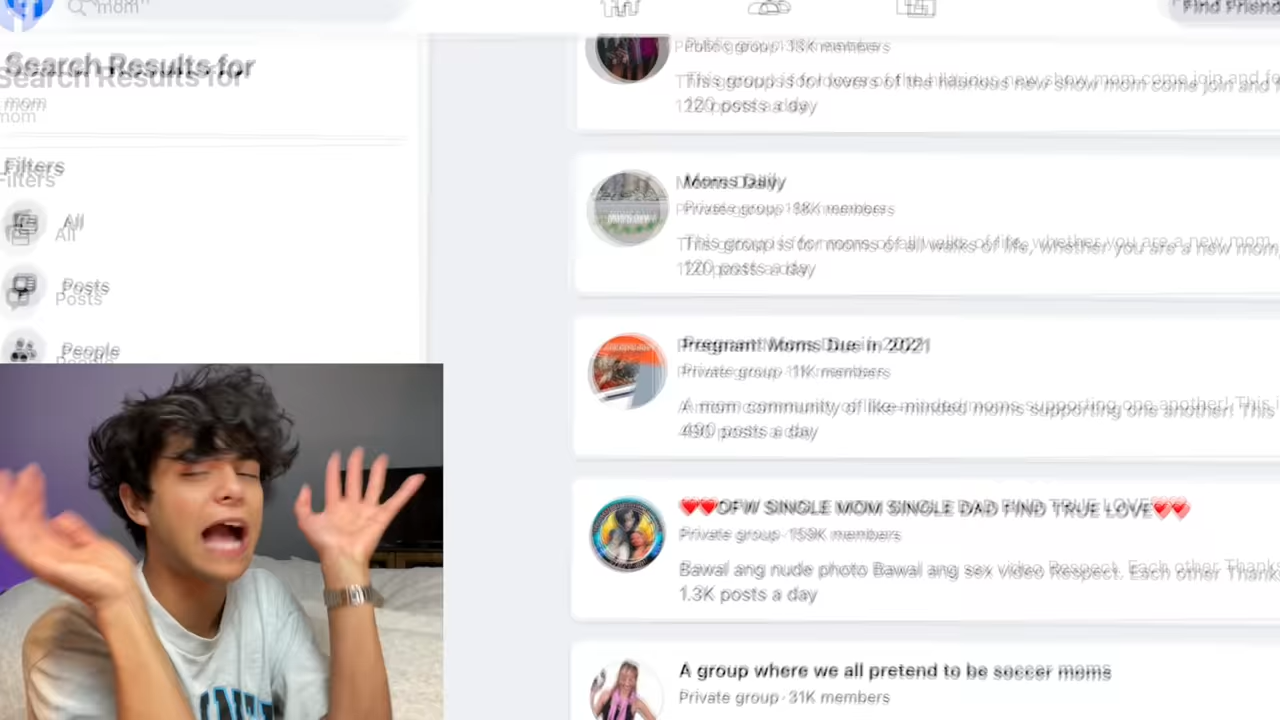 mom
Find Friend
Search Results for
mom
Filters
All
Posts
People
Public group · 13K members
This group is for lovers of the hilarious new show mom come join and fo
120 posts a day
Moms Daily
Private group · 18K members
This group is for moms of all walks of life, whether you are a new mom,
120 posts a day
Pregnant Moms Due in 2021
Private group · 11K members
A mom community of like-minded moms supporting one another! This i
490 posts a day
❤️❤️OFW SINGLE MOM SINGLE DAD FIND TRUE LOVE❤️❤️
Private group · 159K members
Bawal ang nude photo Bawal ang sex video Respect. Each other Thanks
1.3K posts a day
A group where we all pretend to be soccer moms
Private group · 31K members